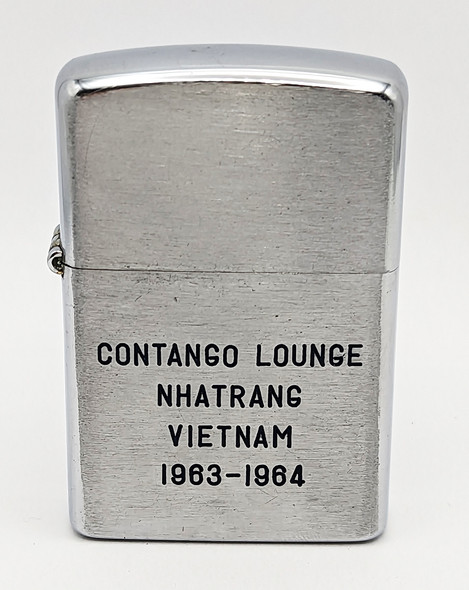 CONTANGO LOUNGE
NHATRANG
VIETNAM
1963-1964